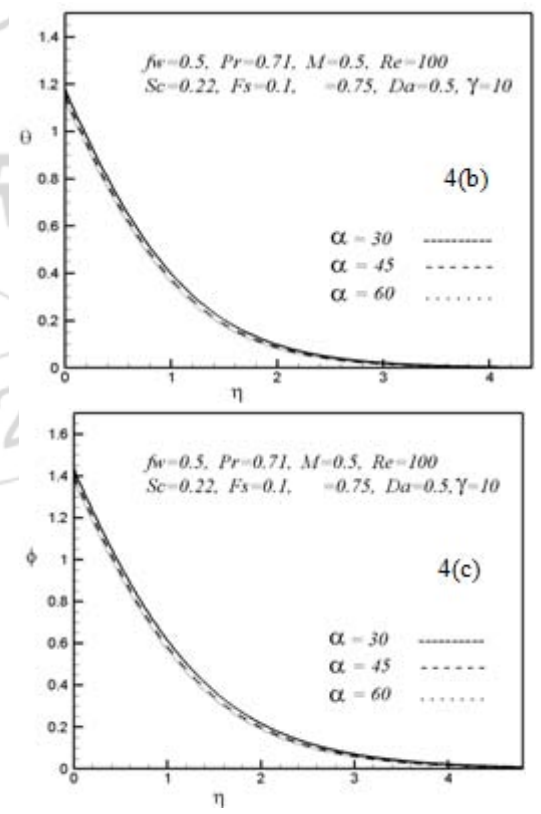 1.4
1.2
1
0.8
0.6
0.4
0.2
0
θ
fw=0.5, Pr=0.71, M=0.5, Re=100
Sc=0.22, Fs=0.1, =0.75, Da=0.5, γ=10
4(b)
α = 30
α = 45
α = 60
0 1 2 3 4
η
1.6
1.4
1.2
1
0.8
0.6
0.4
0.2
0
ϕ
fw=0.5, Pr=0.71, M=0.5, Re=100
Sc=0.22, Fs=0.1, =0.75, Da=0.5, γ=10
4(c)
α = 30
α = 45
α = 60
0 1 2 3 4
η